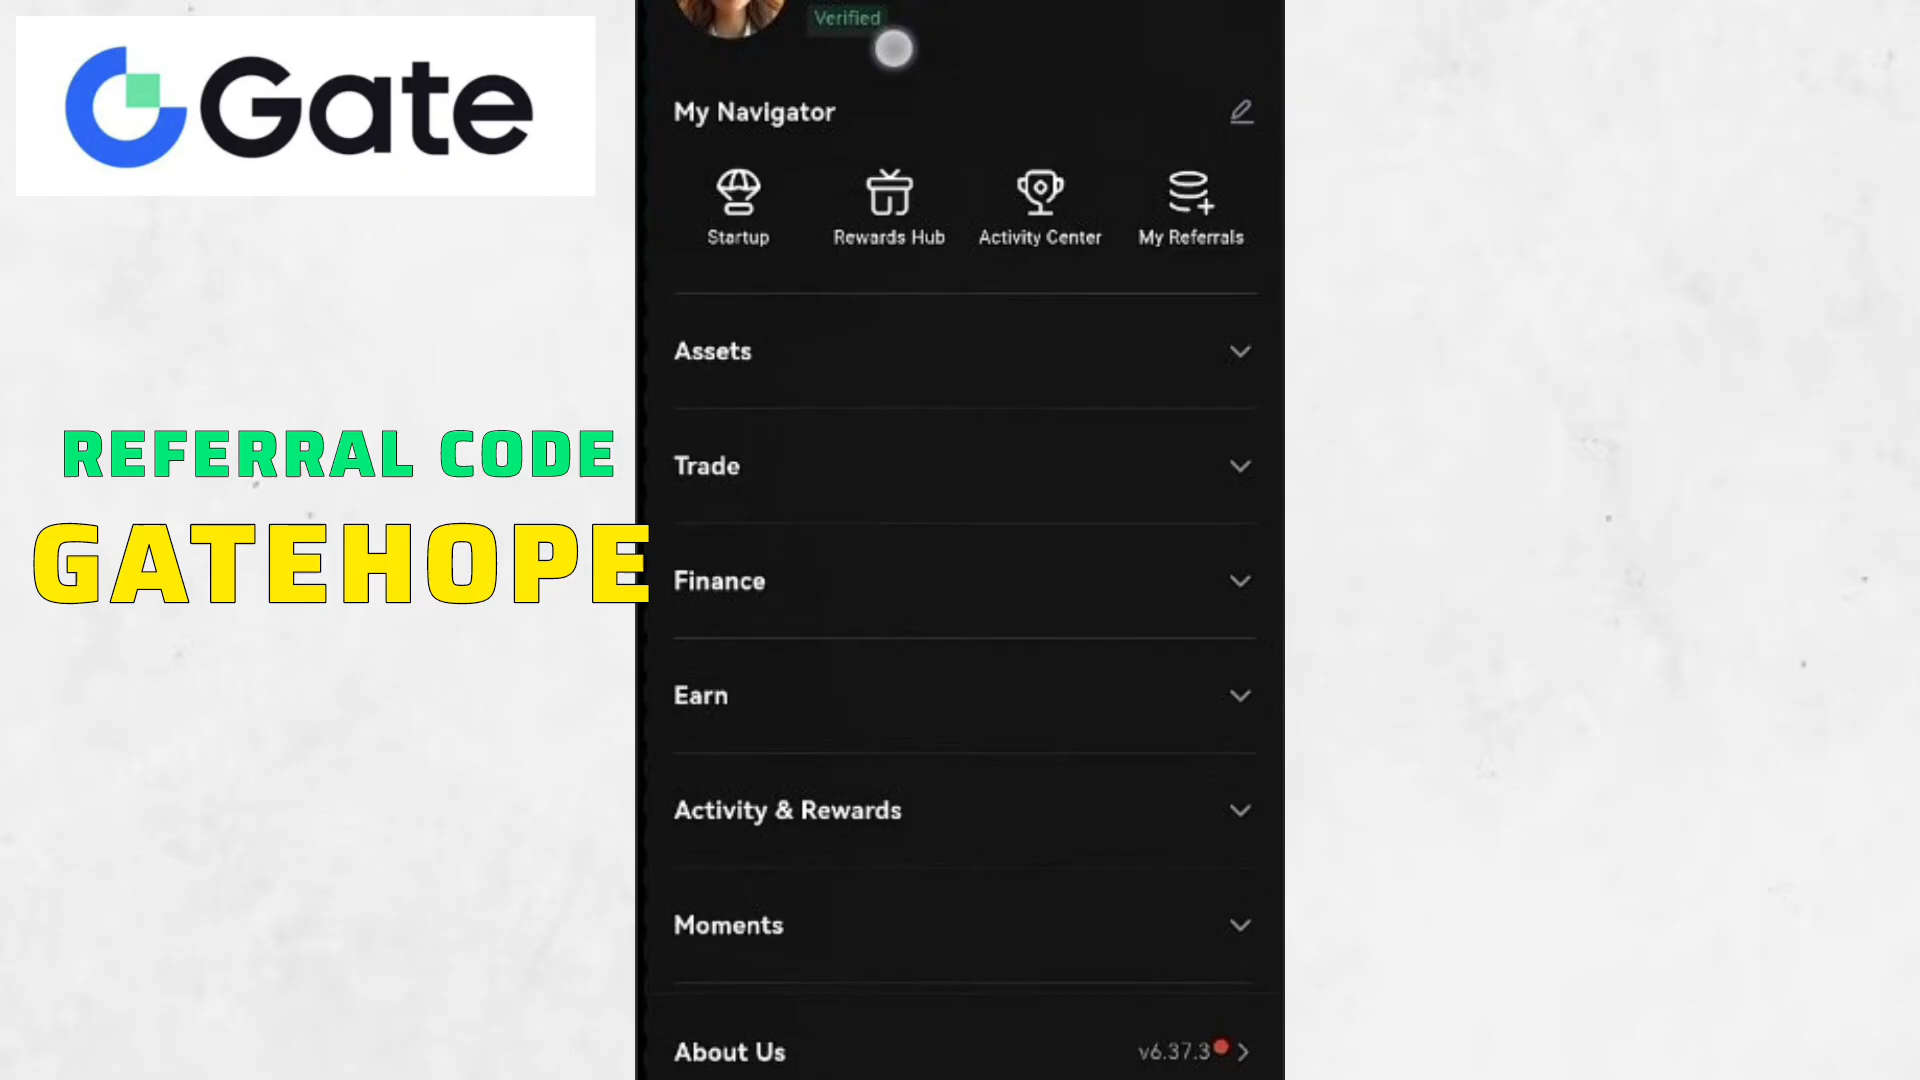 Gate
REFERRAL CODE
GATEHOPE
Verified
My Navigator
Startup
Rewards Hub
Activity Center
My Referrals
Assets
Trade
Finance
Earn
Activity & Rewards
Moments
About Us
v6.37.3